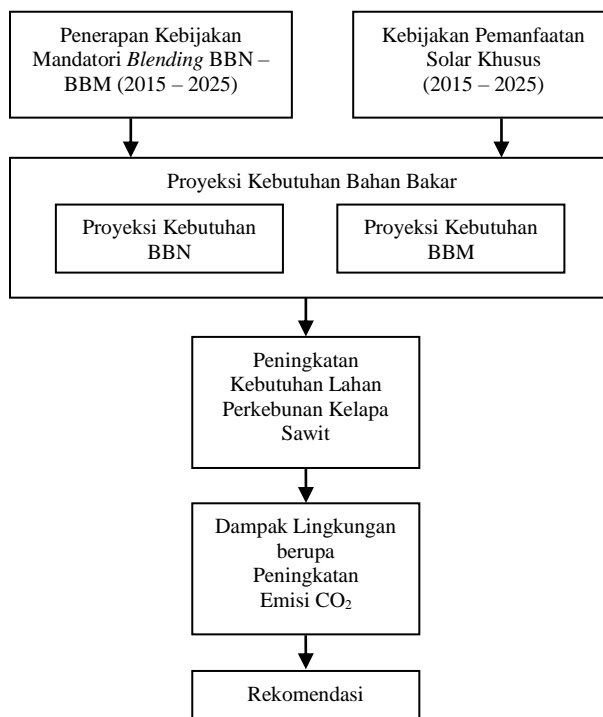 Penerapan Kebijakan
Mandatori Blending BBN –
BBM (2015 – 2025)
Kebijakan Pemanfaatan
Solar Khusus
(2015 – 2025)
Proyeksi Kebutuhan Bahan Bakar
Proyeksi Kebutuhan
BBN
Proyeksi Kebutuhan
BBM
Peningkatan
Kebutuhan Lahan
Perkebunan Kelapa
Sawit
Dampak Lingkungan
berupa
Peningkatan
Emisi CO₂
Rekomendasi